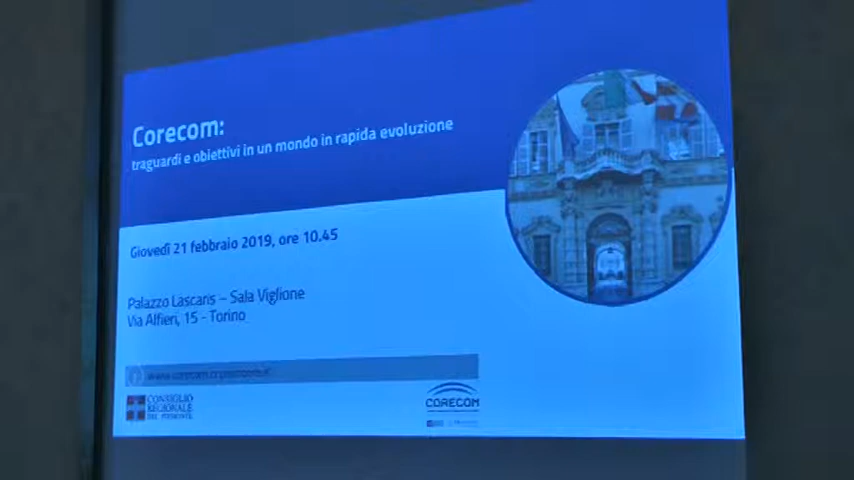 Corecom:
traguardi e obiettivi in un mondo in rapida evoluzione
Giovedì 21 febbraio 2019, ore 10.45
Palazzo Lascaris – Sala Viglione
Via Alfieri, 15 - Torino
CONSIGLIO
REGIONALE
DEL PIEMONTE
CORECOM